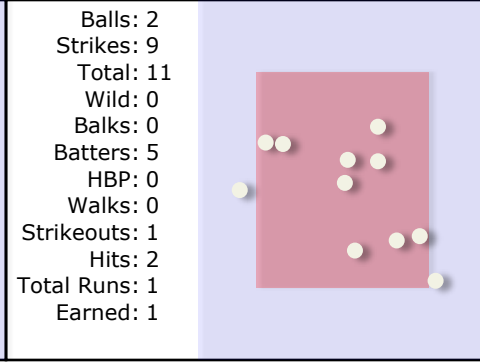 Balls: 2
Strikes: 9
Total: 11
Wild: 0
Balks: 0
Batters: 5
HBP: 0
Walks: 0
Strikeouts: 1
Hits: 2
Total Runs: 1
Earned: 1